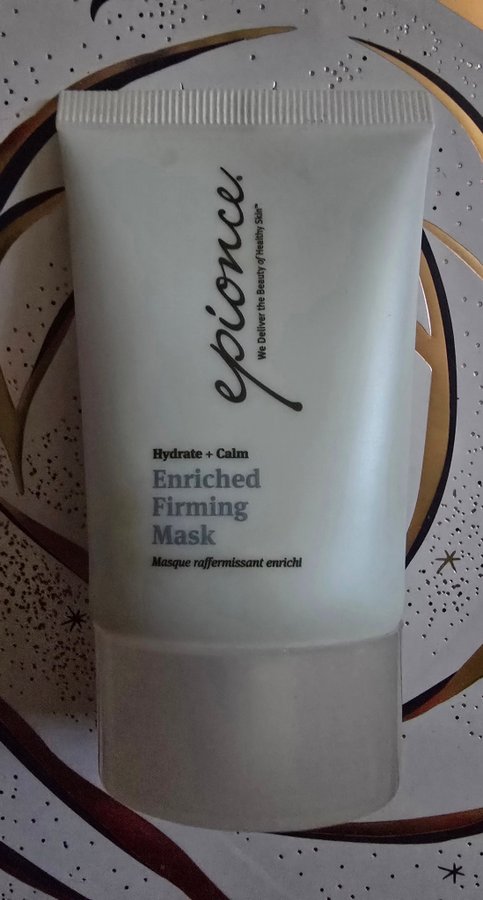 epionce.
We Deliver the Beauty of Healthy Skin™
Hydrate + Calm
Enriched
Firming
Mask
Masque raffermissant enrichi